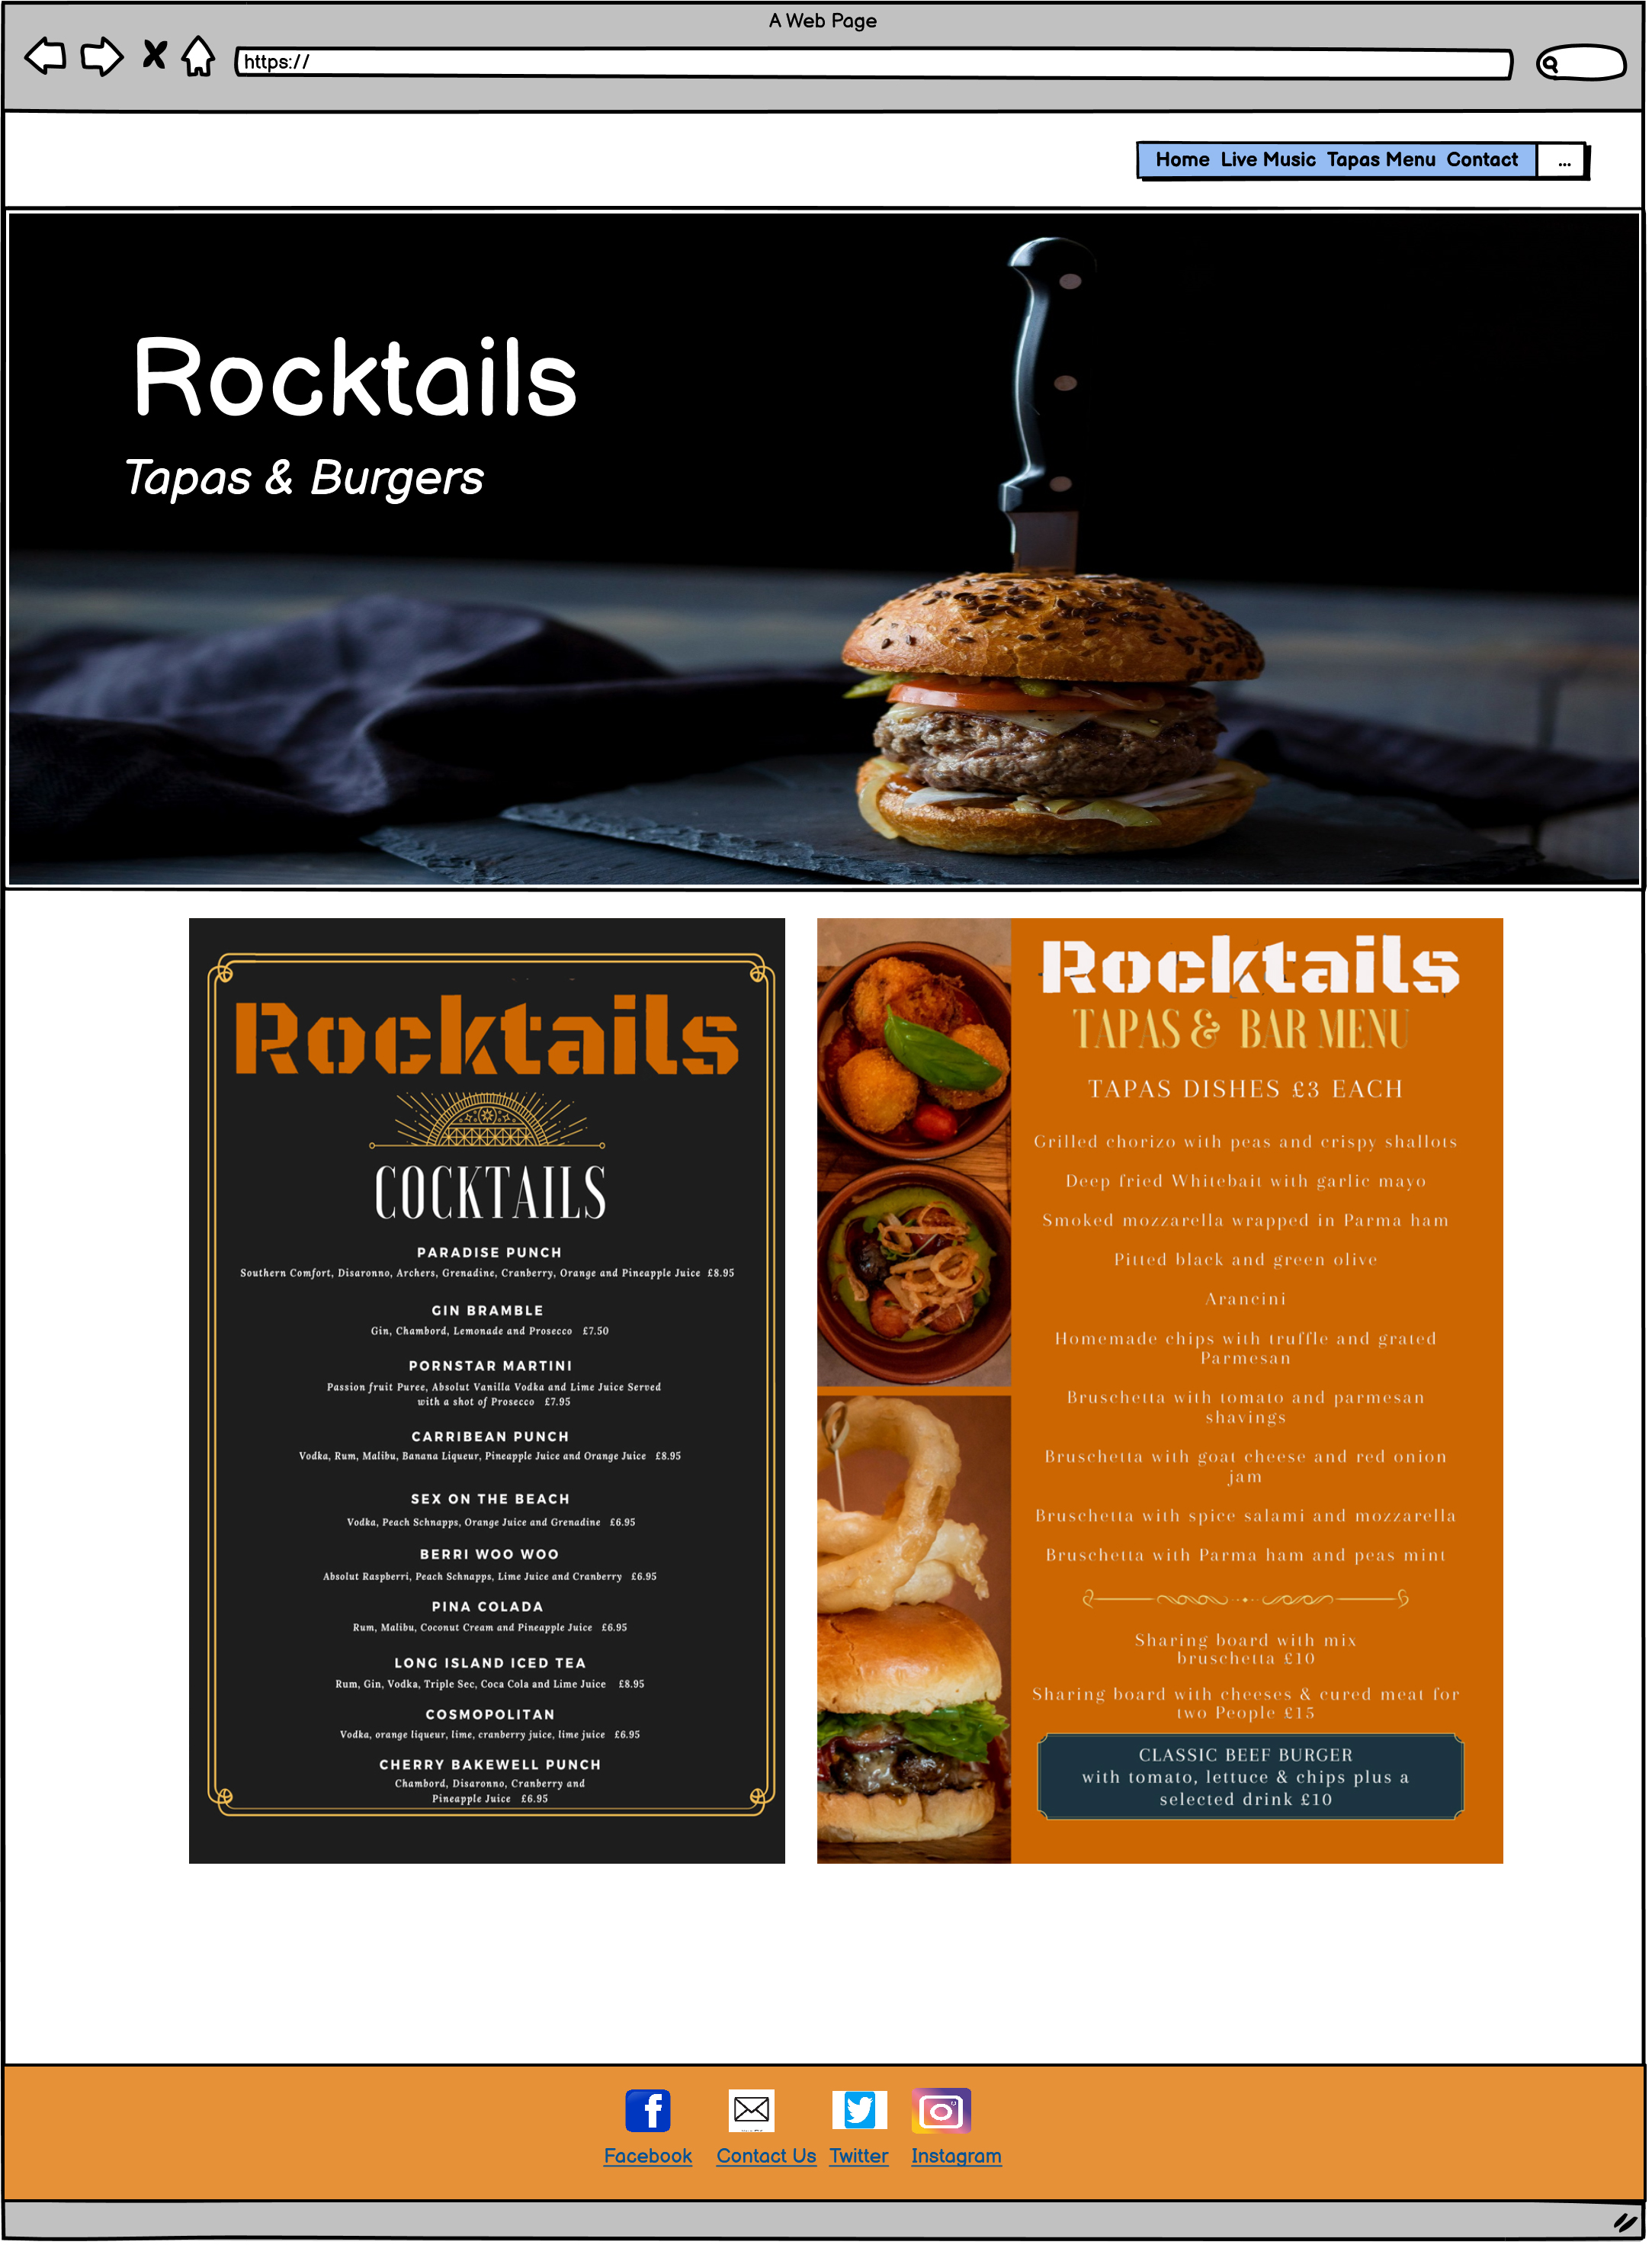 A Web Page
https://
Home Live Music Tapas Menu Contact ...
Rocktails
Tapas & Burgers
Rocktails
COCKTAILS
PARADISE PUNCH
Southern Comfort, Disaronno, Archers, Grenadine, Cranberry, Orange and Pineapple Juice £8.95
GIN BRAMBLE
Gin, Chambord, Lemonade and Prosecco £7.50
PORNSTAR MARTINI
Passion fruit Puree, Absolut Vanilla Vodka and Lime Juice Served
with a shot of Prosecco £7.95
CARRIBEAN PUNCH
Vodka, Rum, Malibu, Banana Liqueur, Pineapple Juice and Orange Juice £8.95
SEX ON THE BEACH
Vodka, Peach Schnapps, Orange Juice and Grenadine £6.95
BERRI WOO WOO
Absolut Raspberri, Peach Schnapps, Lime Juice and Cranberry £6.95
PINA COLADA
Rum, Malibu, Coconut Cream and Pineapple Juice £6.95
LONG ISLAND ICED TEA
Rum, Gin, Vodka, Triple Sec, Coca Cola and Lime Juice £8.95
COSMOPOLITAN
Vodka, orange liqueur, lime, cranberry juice, lime juice £6.95
CHERRY BAKEWELL PUNCH
Chambord, Disaronno, Cranberry and
Pineapple Juice £6.95
Rocktails
TAPAS & BAR MENU
TAPAS DISHES £3 EACH
Grilled chorizo with peas and crispy shallots
Deep fried Whitebait with garlic mayo
Smoked mozzarella wrapped in Parma ham
Pitted black and green olive
Arancini
Homemade chips with truffle and grated
Parmesan
Bruschetta with tomato and parmesan
shavings
Bruschetta with goat cheese and red onion
jam
Bruschetta with spice salami and mozzarella
Bruschetta with Parma ham and peas mint
Sharing board with mix
bruschetta £10
Sharing board with cheeses & cured meat for
two People £15
CLASSIC BEEF BURGER
with tomato, lettuce & chips plus a
selected drink £10
Facebook Contact Us Twitter Instagram